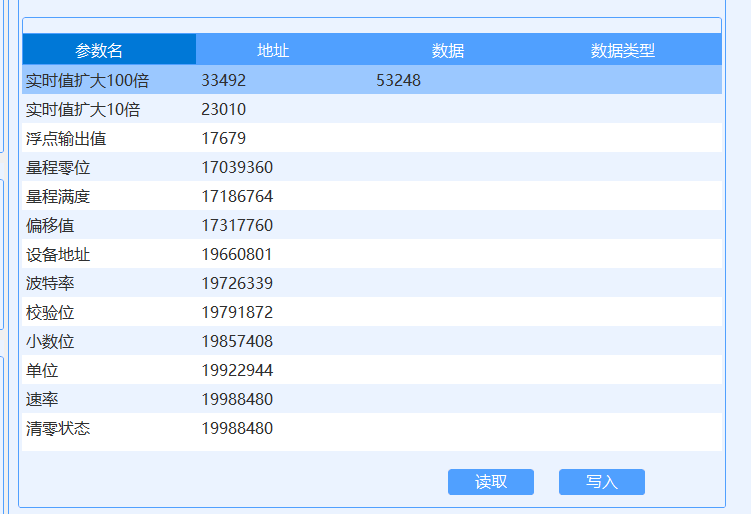 参数名 地址 数据 数据类型
实时值扩大100倍 33492 53248
实时值扩大10倍 23010
浮点输出值 17679
量程零位 17039360
量程满度 17186764
偏移值 17317760
设备地址 19660801
波特率 19726339
校验位 19791872
小数位 19857408
单位 19922944
速率 19988480
清零状态 19988480
读取 写入